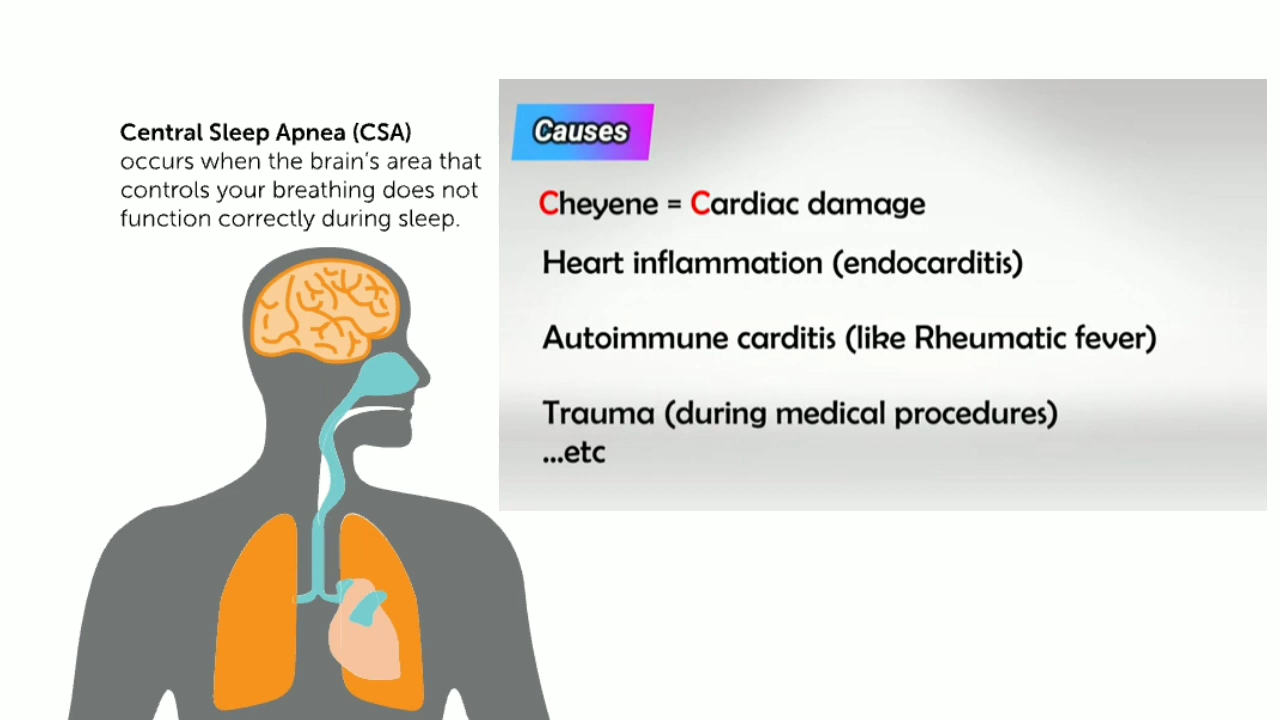 Central Sleep Apnea (CSA)
occurs when the brain’s area that
controls your breathing does not
function correctly during sleep.
Causes
Cheyene = Cardiac damage
Heart inflammation (endocarditis)
Autoimmune carditis (like Rheumatic fever)
Trauma (during medical procedures)
...etc